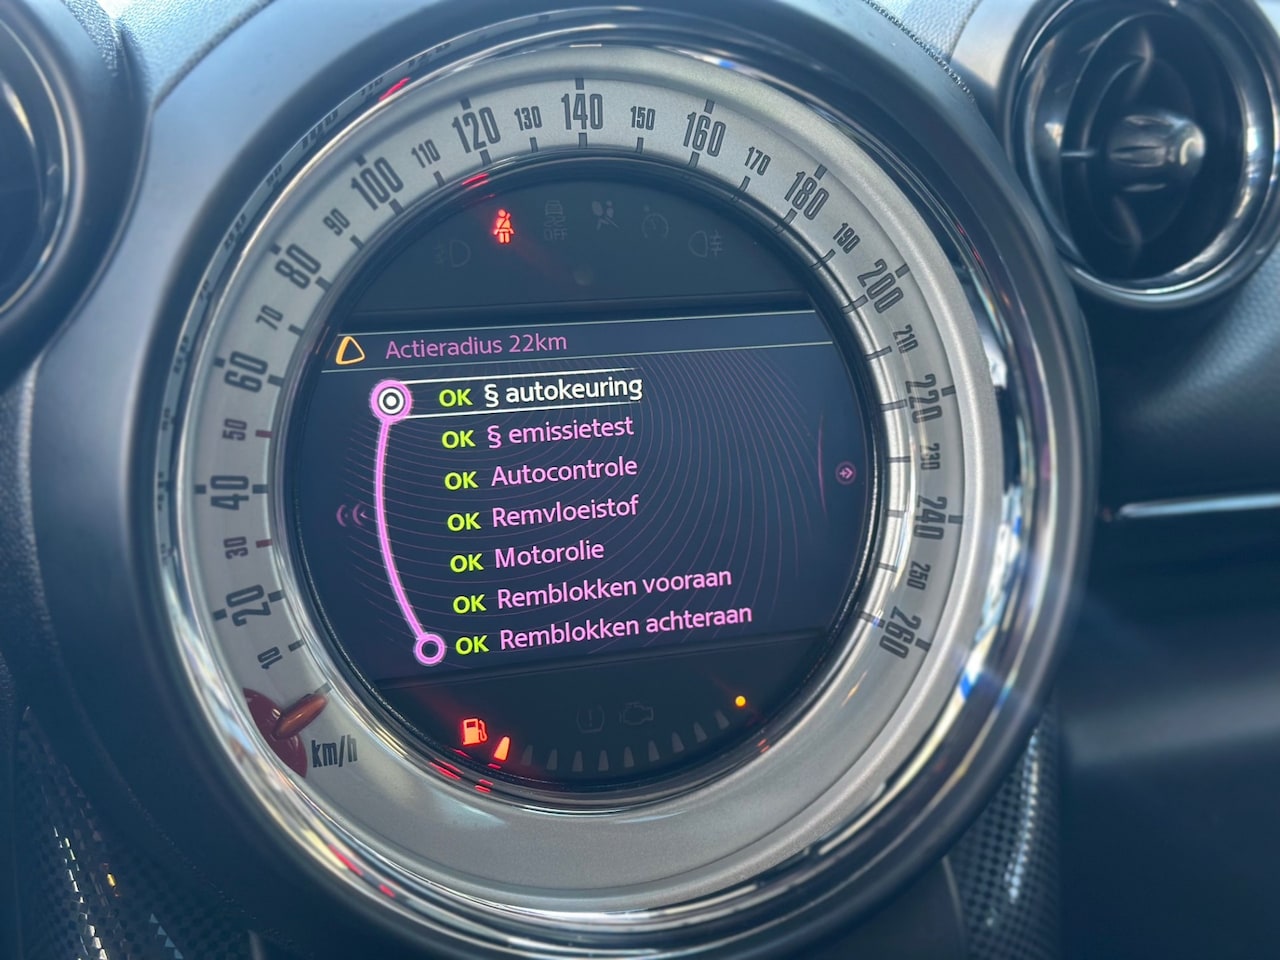 10
20
30
40
50
60
70
80
90
100
110
120
130
140
150
160
170
180
190
200
210
220
230
240
250
260
km/h
OFF
Actieradius 22km
OK § autokeuring
OK § emissietest
OK Autocontrole
OK Remvloeistof
OK Motorolie
OK Remblokken vooraan
OK Remblokken achteraan